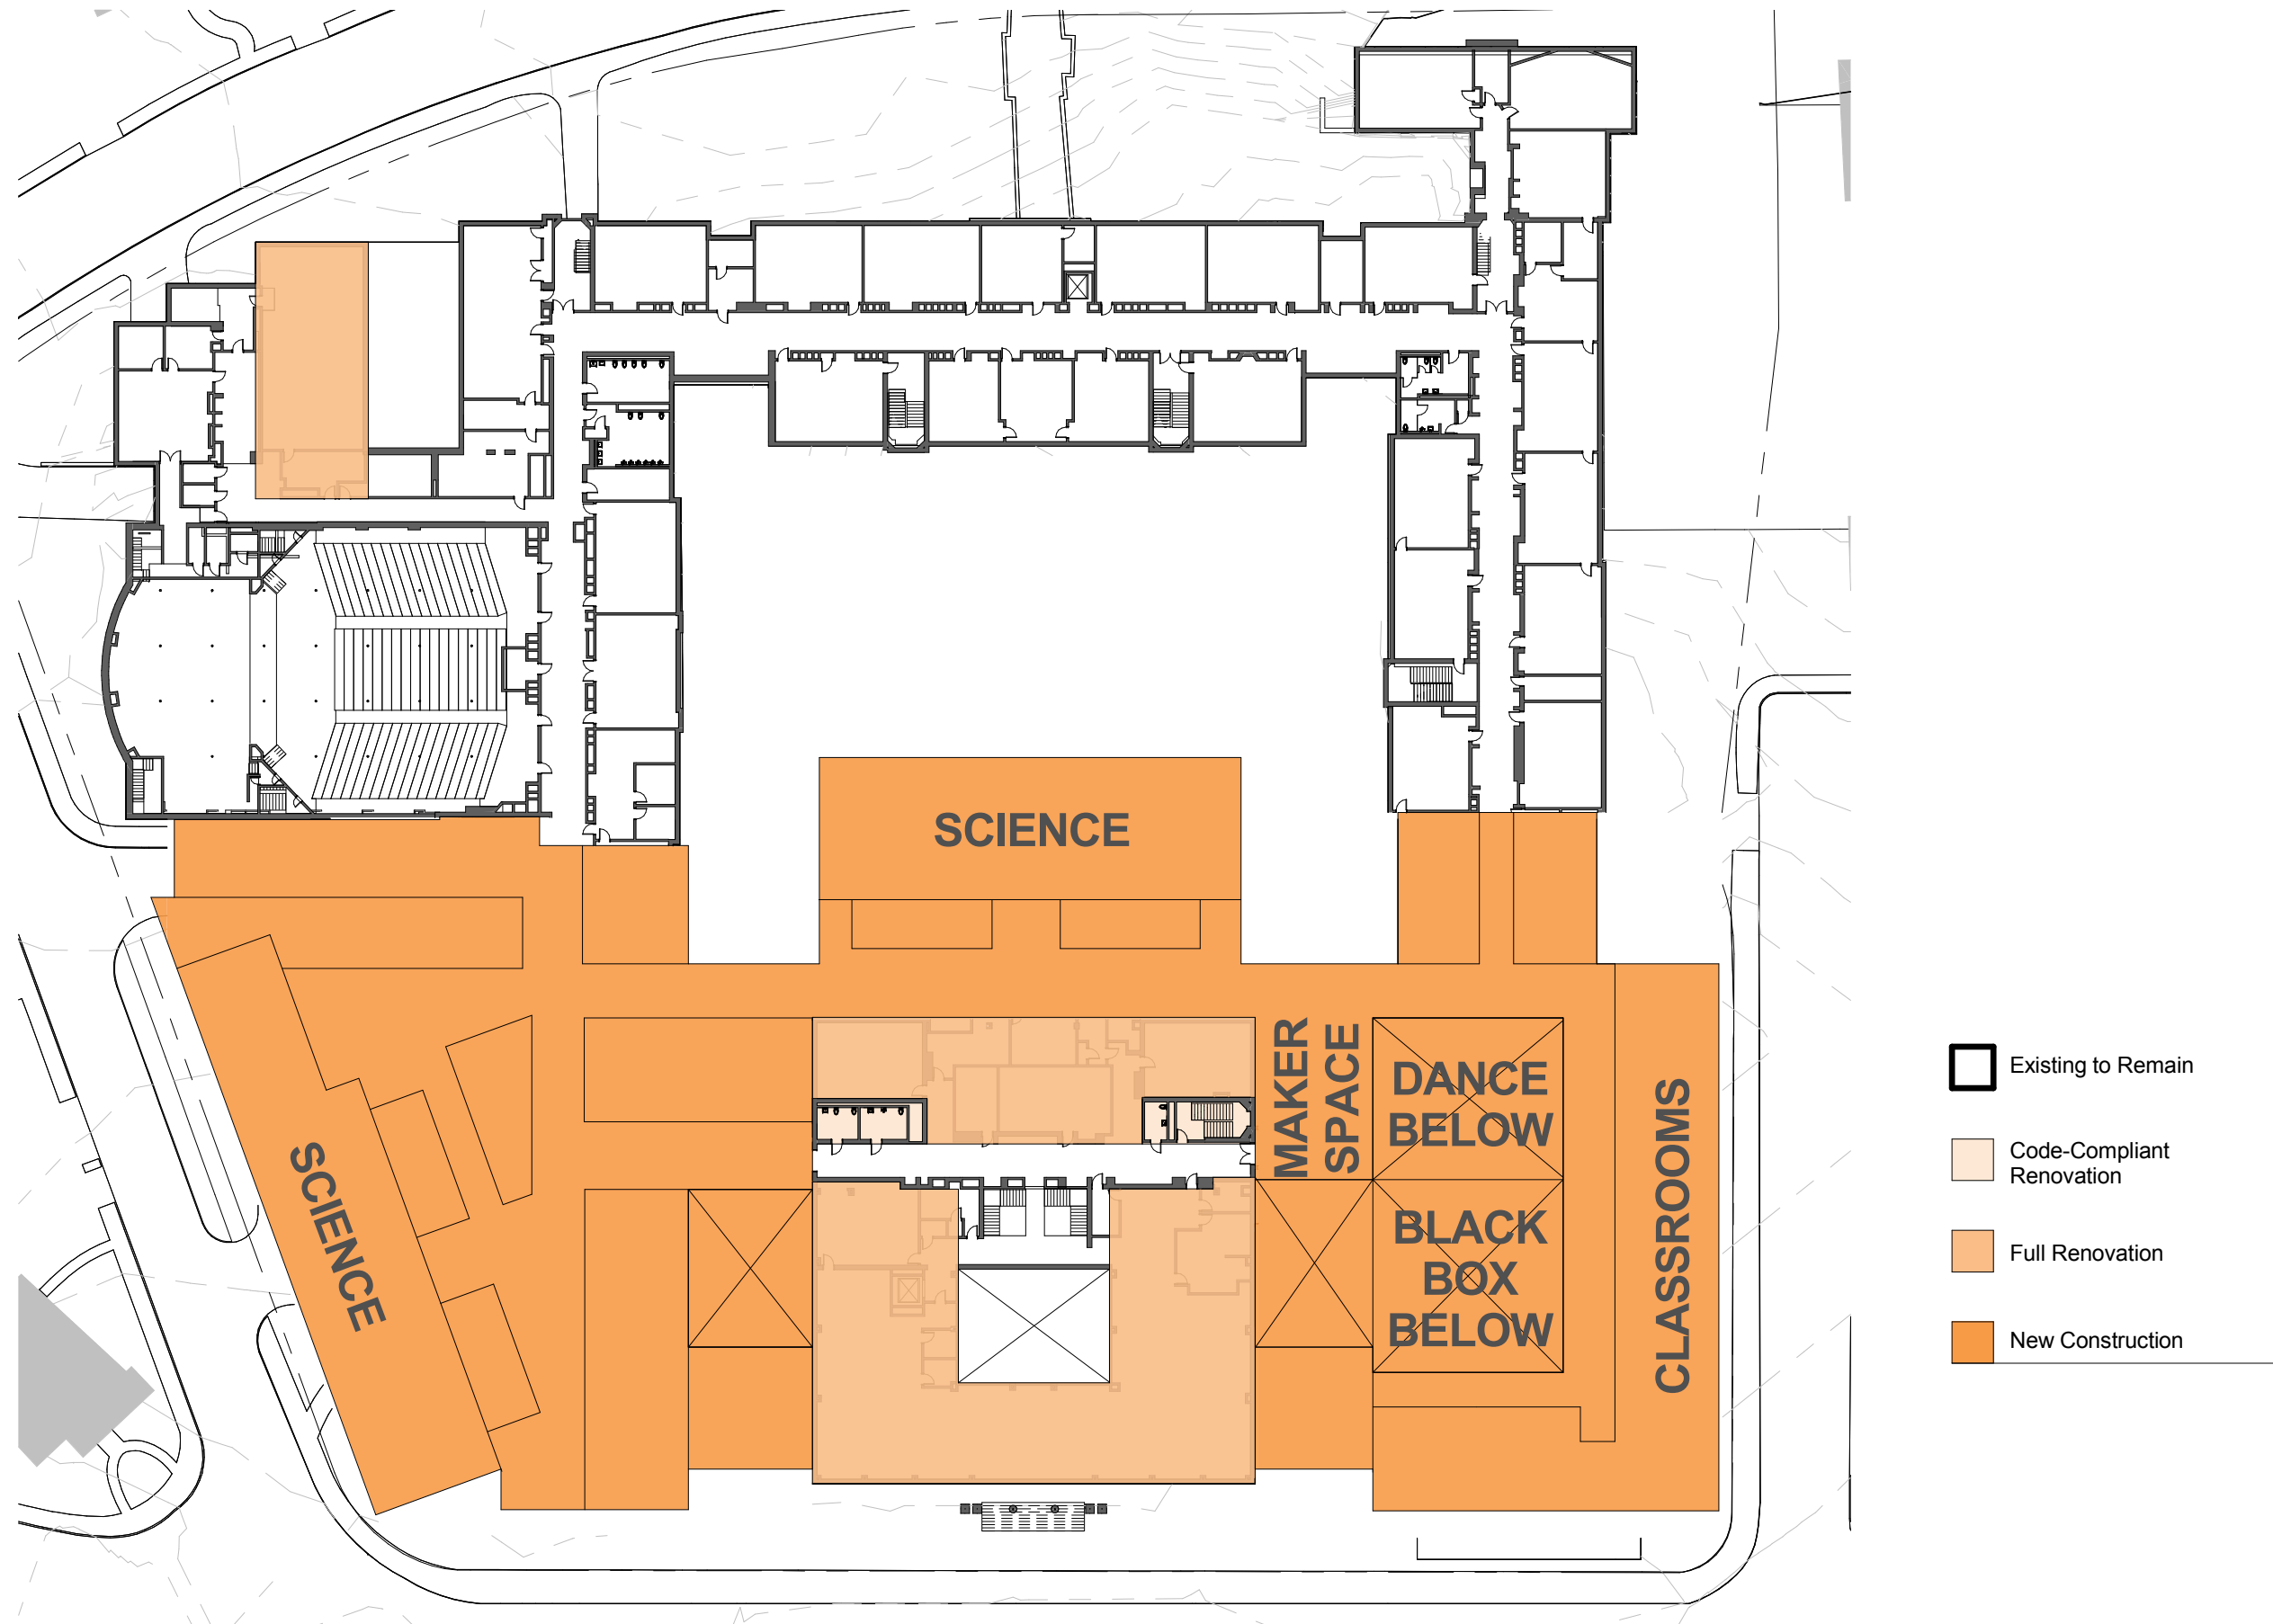 SCIENCE
MAKER
SPACE
DANCE
BELOW
BLACK
BOX
BELOW
CLASSROOMS
SCIENCE
Existing to Remain
Code-Compliant
Renovation
Full Renovation
New Construction